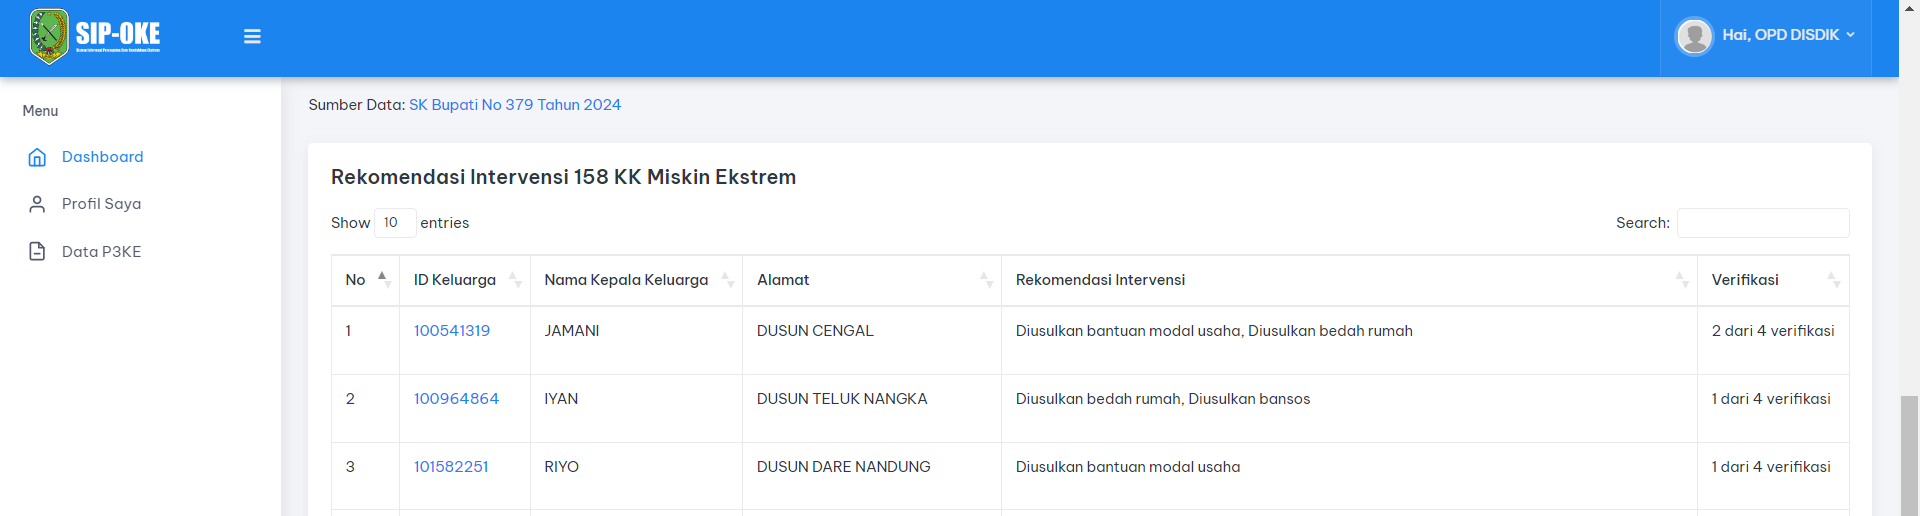 SIP-OKE
Hai, OPD DISDIK
Menu
Dashboard
Profil Saya
Data P3KE
Sumber Data: SK Bupati No 379 Tahun 2024
Rekomendasi Intervensi 158 KK Miskin Ekstrem
Show 10 entries
Search:
No ID Keluarga Nama Kepala Keluarga Alamat Rekomendasi Intervensi Verifikasi
1 100541319 JAMANI DUSUN CENGAL Diusulkan bantuan modal usaha, Diusulkan bedah rumah 2 dari 4 verifikasi
2 100964864 IYAN DUSUN TELUK NANGKA Diusulkan bedah rumah, Diusulkan bansos 1 dari 4 verifikasi
3 101582251 RIYO DUSUN DARE NANDUNG Diusulkan bantuan modal usaha 1 dari 4 verifikasi